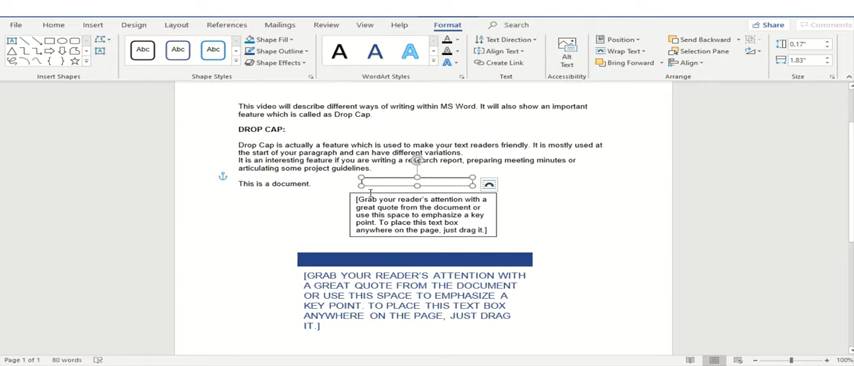 File Home Insert Design Layout References Mailings Review View Help Format Search Share Comments
Shape Fill
Shape Outline
Shape Effects
Abc Abc Abc
A A A
Text Direction
Align Text
Create Link
Alt
Text
Position
Wrap Text
Bring Forward
Send Backward
Selection Pane
Align
0.17"
1.83"
Insert Shapes Shape Styles WordArt Styles Text Accessibility Arrange Size
This video will describe different ways of writing within MS Word. It will also show an important
feature which is called as Drop Cap.
DROP CAP:
Drop Cap is actually a feature which is used to make your text readers friendly. It is mostly used at
the start of your paragraph and can have different variations.
It is an interesting feature if you are writing a research report, preparing meeting minutes or
articulating some project guidelines.
This is a document.
[Grab your reader's attention with a
great quote from the document or
use this space to emphasize a key
point. To place this text box
anywhere on the page, just drag it.]
[GRAB YOUR READER'S ATTENTION WITH
A GREAT QUOTE FROM THE DOCUMENT
OR USE THIS SPACE TO EMPHASIZE A
KEY POINT. TO PLACE THIS TEXT BOX
ANYWHERE ON THE PAGE, JUST DRAG
IT.]
Page 1 of 1 80 words 100%